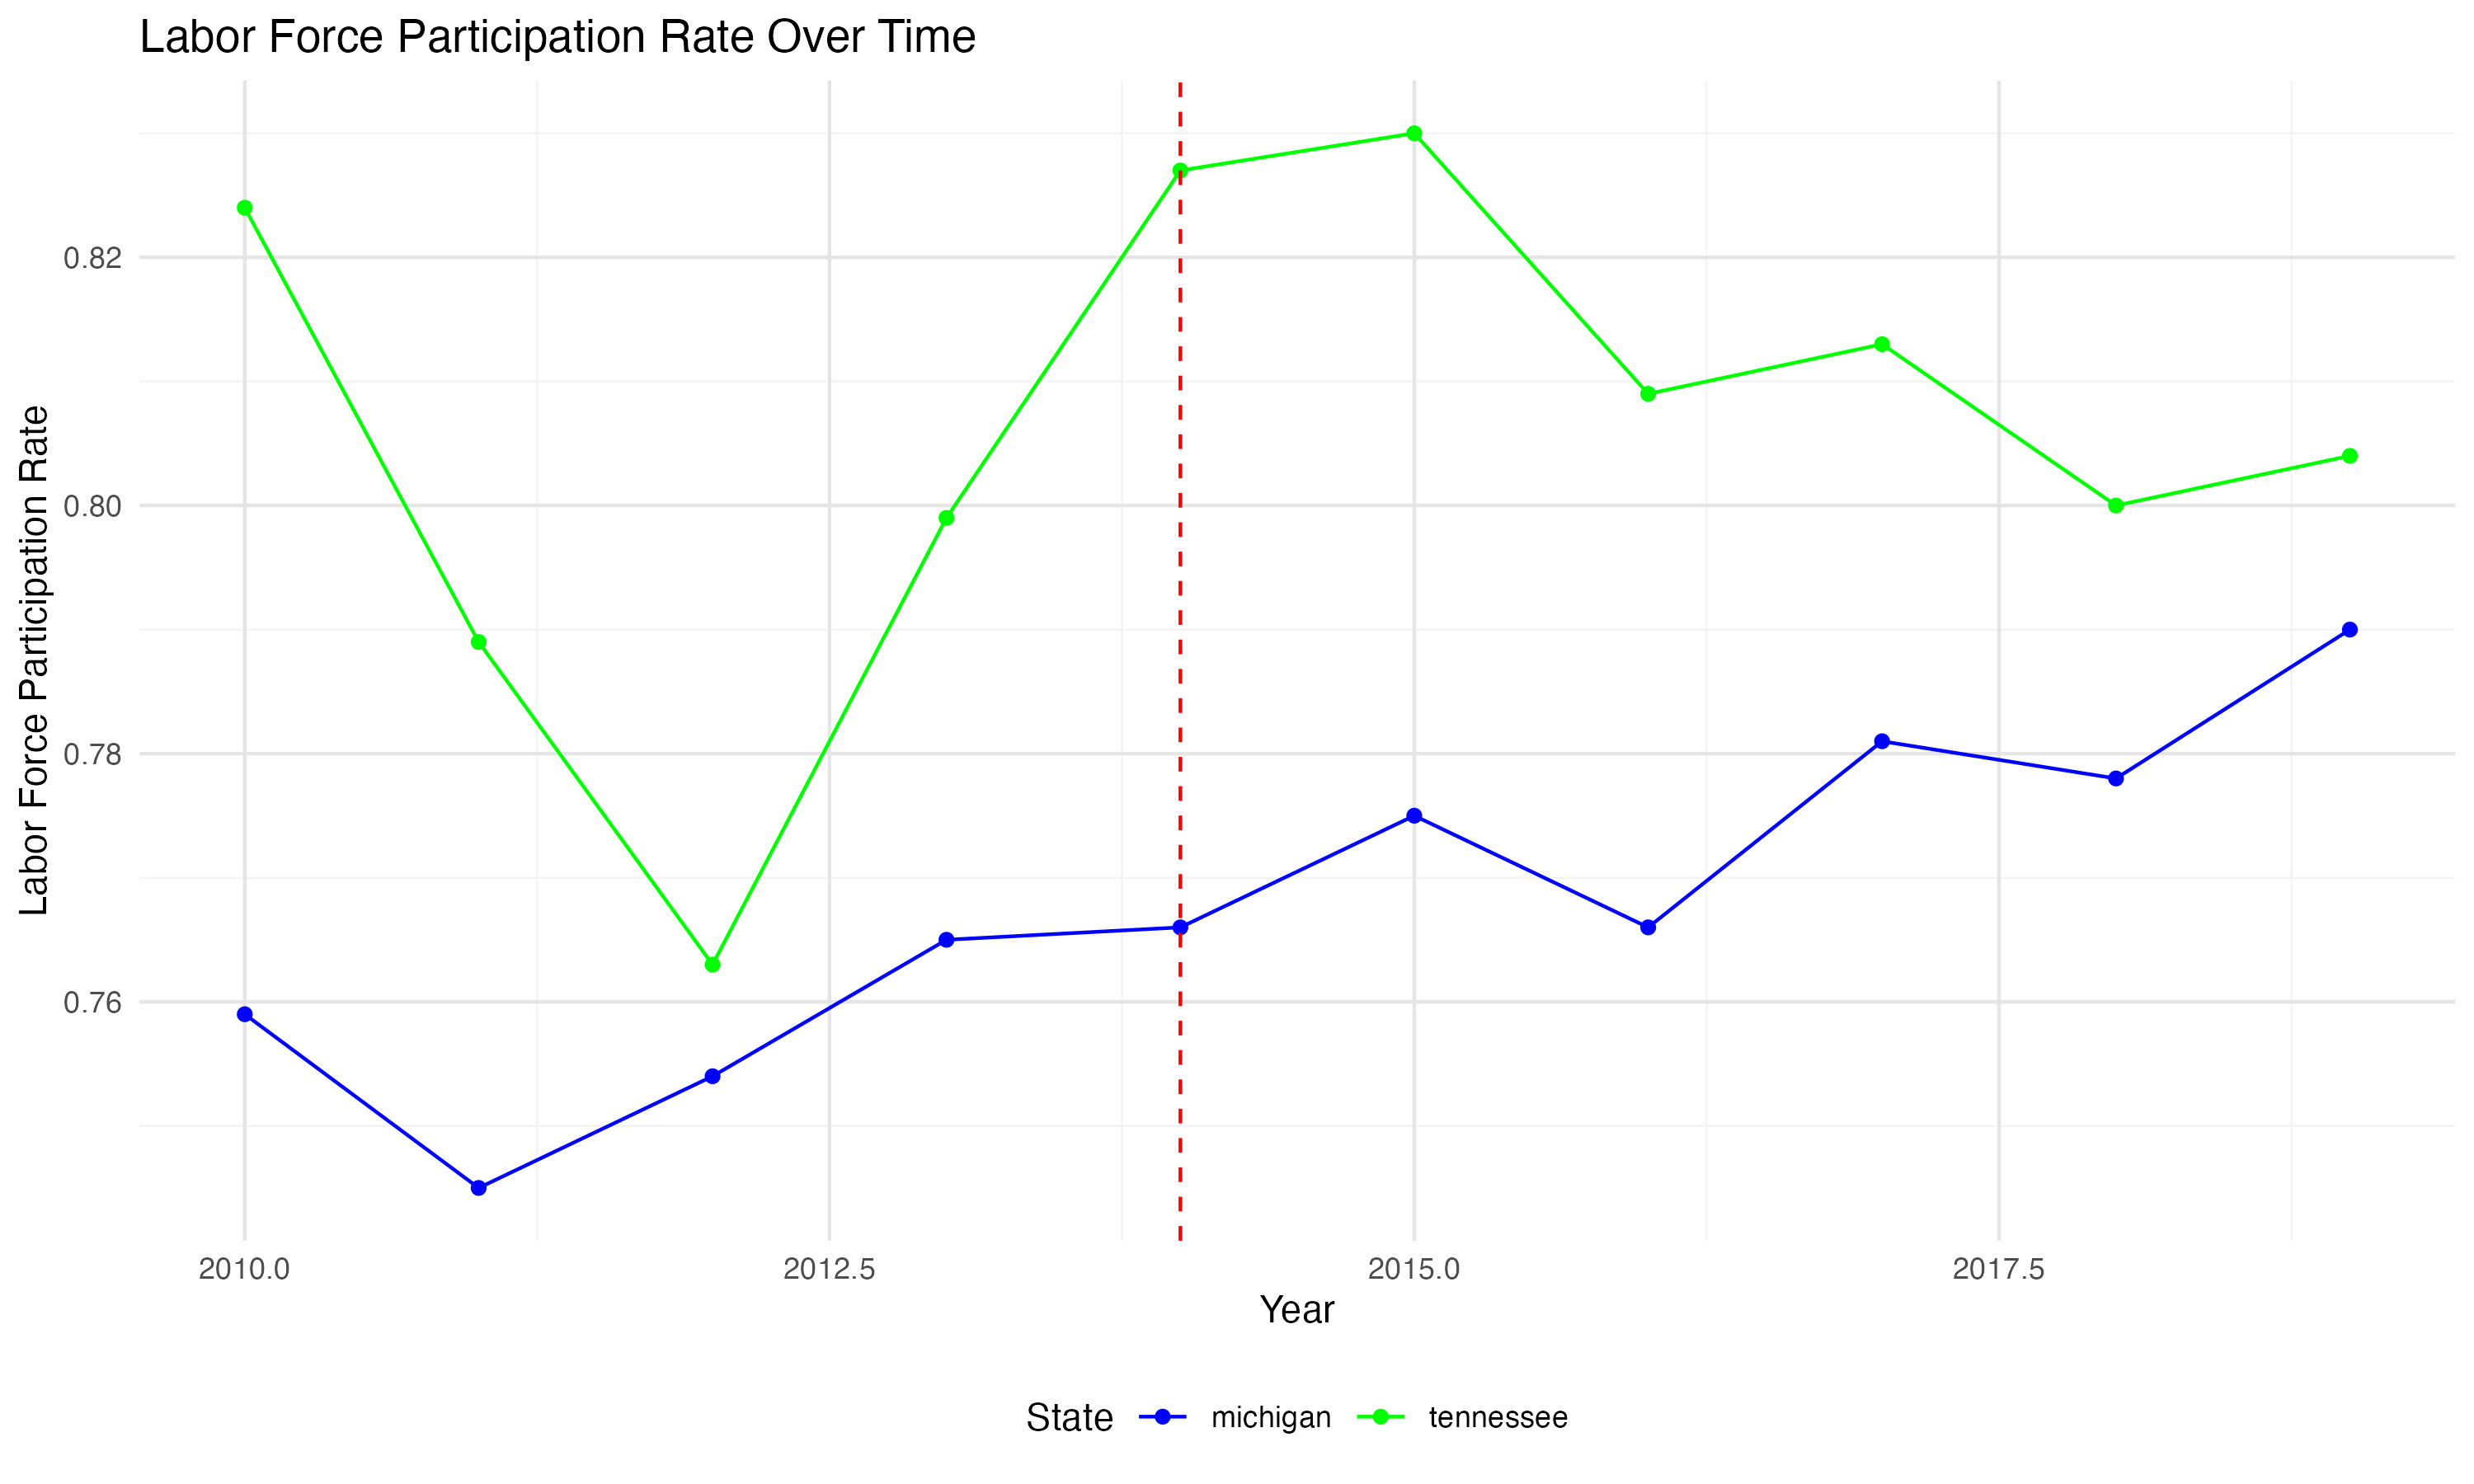 Labor Force Participation Rate Over Time
Labor Force Participation Rate
0.82
0.80
0.78
0.76
2010.0 2012.5 2015.0 2017.5
Year
State michigan tennessee